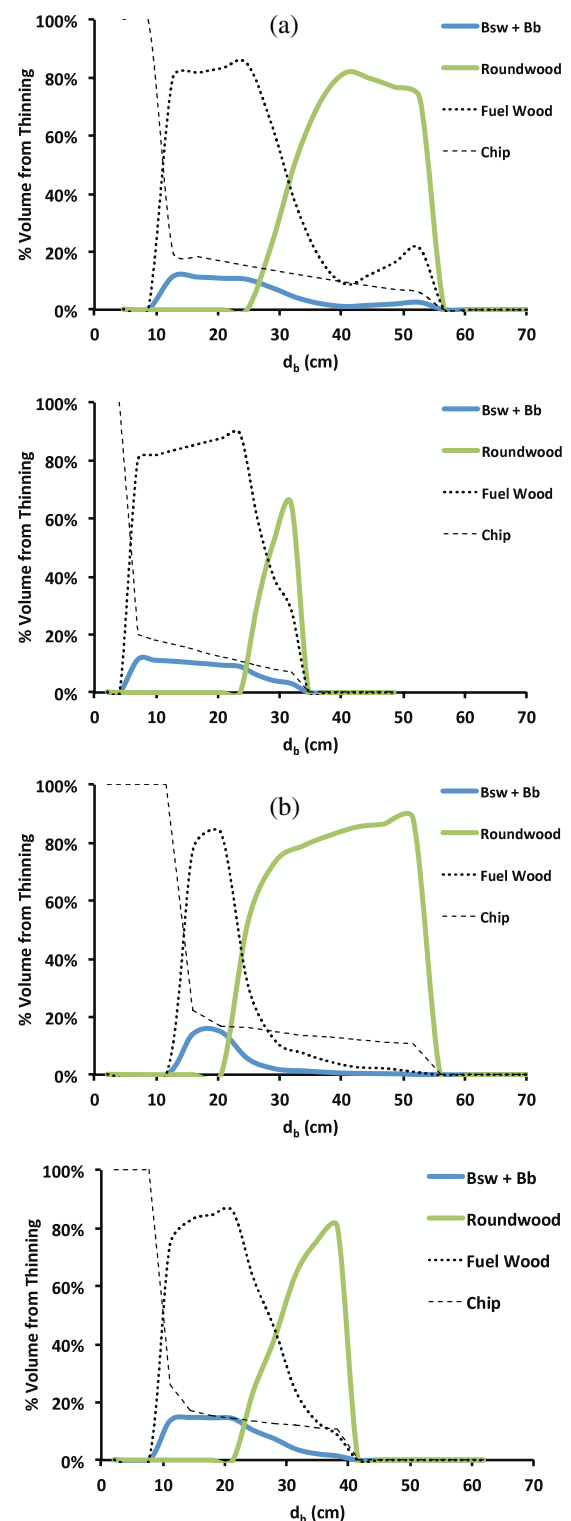 (a)
% Volume from Thinning
100%
80%
60%
40%
20%
0%
0 10 20 30 40 50 60 70
d_b (cm)
Bsw + Bb
Roundwood
Fuel Wood
Chip
% Volume from Thinning
100%
80%
60%
40%
20%
0%
0 10 20 30 40 50 60 70
d_b (cm)
Bsw + Bb
Roundwood
Fuel Wood
Chip
(b)
% Volume from Thinning
100%
80%
60%
40%
20%
0%
0 10 20 30 40 50 60 70
d_b (cm)
Bsw + Bb
Roundwood
Fuel Wood
Chip
% Volume from Thinning
100%
80%
60%
40%
20%
0%
0 10 20 30 40 50 60 70
d_b (cm)
Bsw + Bb
Roundwood
Fuel Wood
Chip